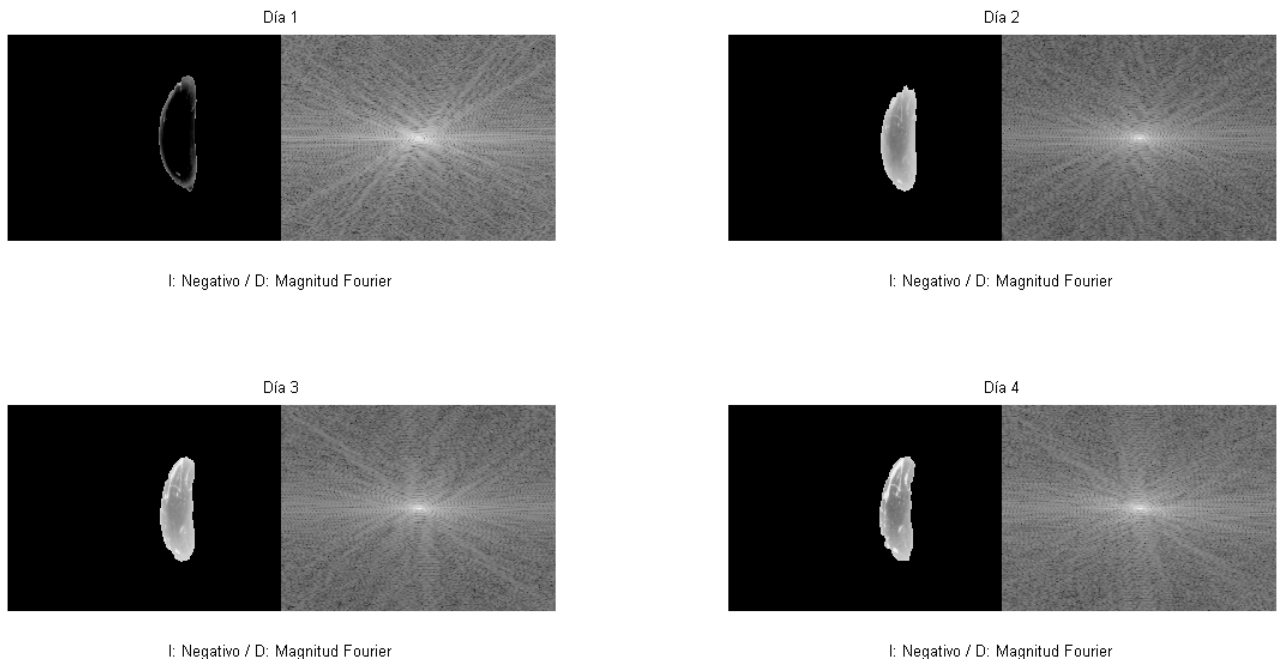 Día 1
Día 2
I: Negativo / D: Magnitud Fourier
I: Negativo / D: Magnitud Fourier
Día 3
Día 4
I: Negativo / D: Magnitud Fourier
I: Negativo / D: Magnitud Fourier